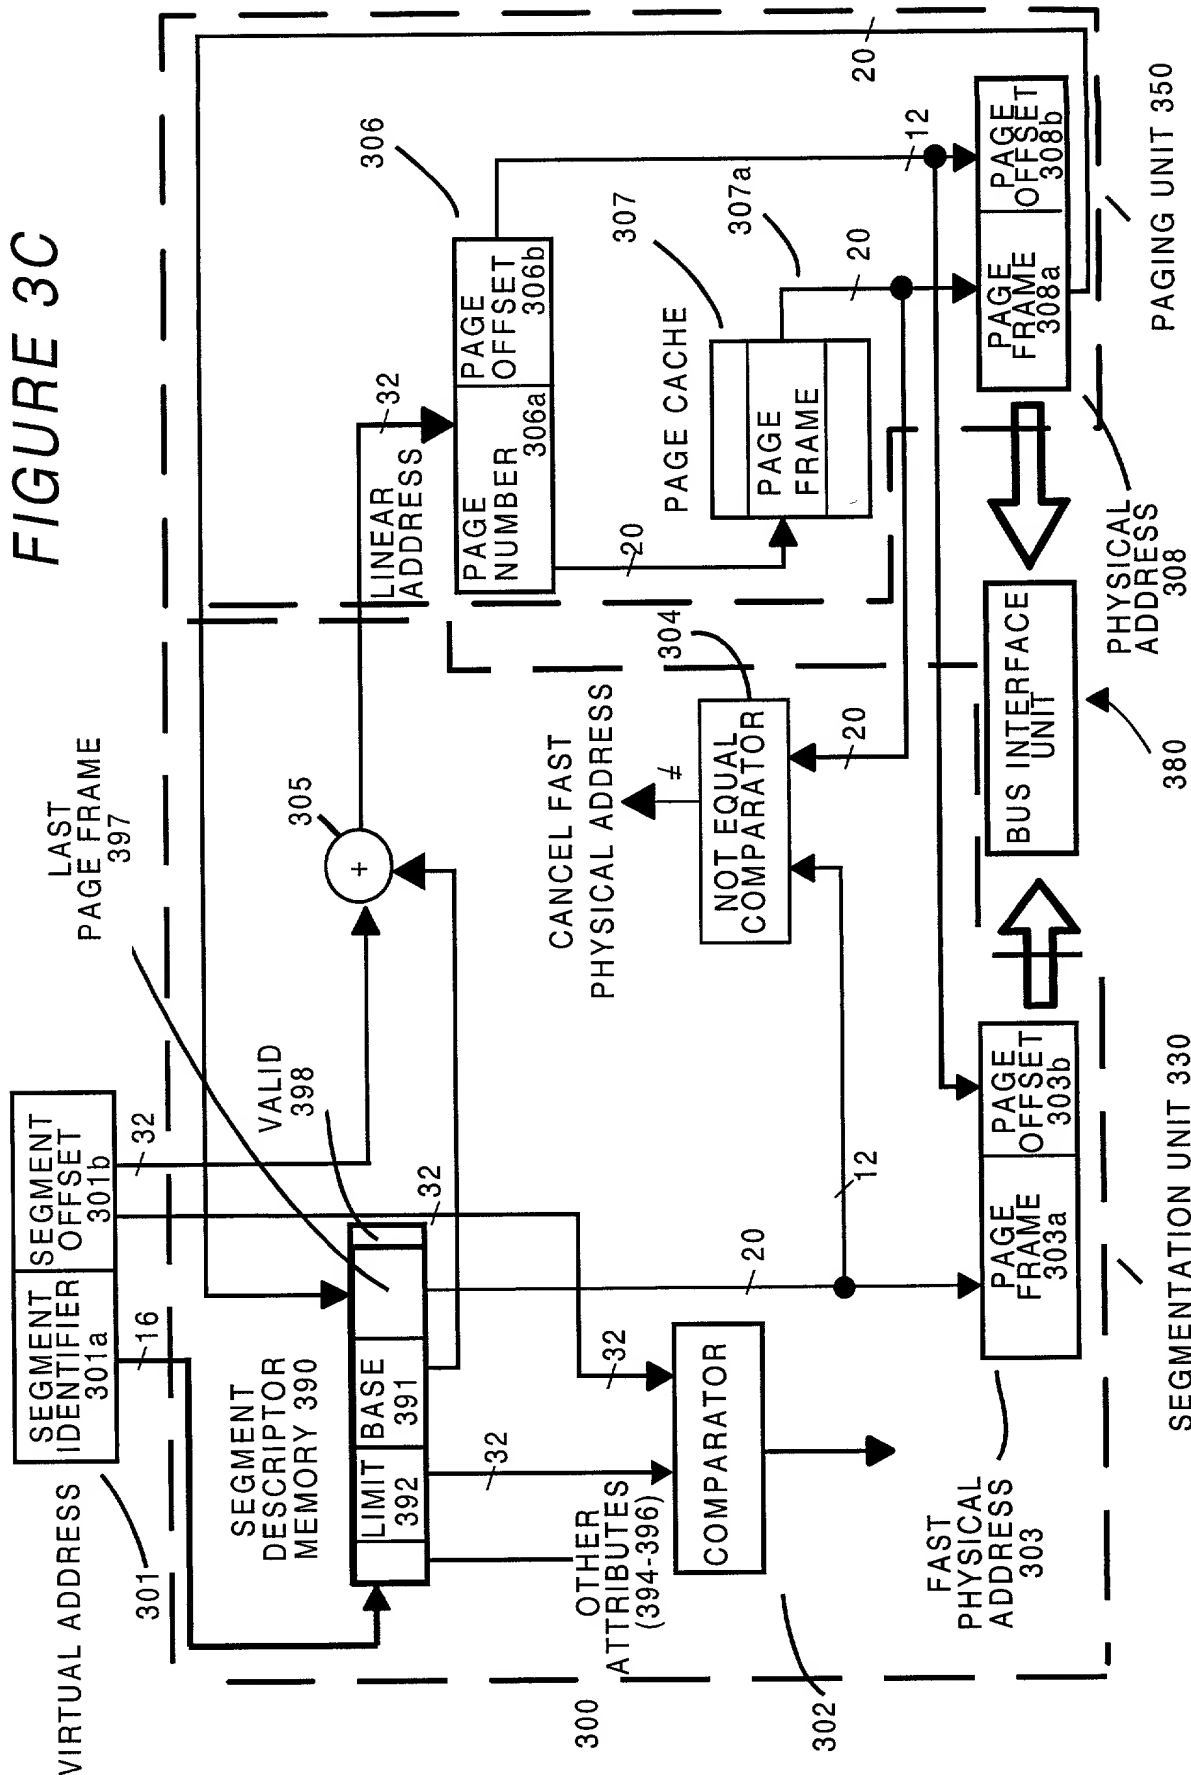 FIGURE 3C
VIRTUAL ADDRESS
301
SEGMENT
IDENTIFIER
301a
SEGMENT
OFFSET
301b
16
32
LAST
PAGE FRAME
397
SEGMENT
DESCRIPTOR
MEMORY 390
VALID
398
LIMIT
392
BASE
391
32
32
32
305
+
LINEAR
ADDRESS
32
306
PAGE
NUMBER
306a
PAGE
OFFSET
306b
20
PAGE CACHE
307
307a
PAGE
FRAME
20
12
20
300
OTHER
ATTRIBUTES
(394-396)
COMPARATOR
302
20
12
CANCEL FAST
PHYSICAL ADDRESS
≠
304
NOT EQUAL
COMPARATOR
20
FAST
PHYSICAL
ADDRESS
303
PAGE
FRAME
303a
PAGE
OFFSET
303b
BUS INTERFACE
UNIT
380
PAGE
FRAME
308a
PAGE
OFFSET
308b
PHYSICAL
ADDRESS
308
SEGMENTATION UNIT 330
PAGING UNIT 350